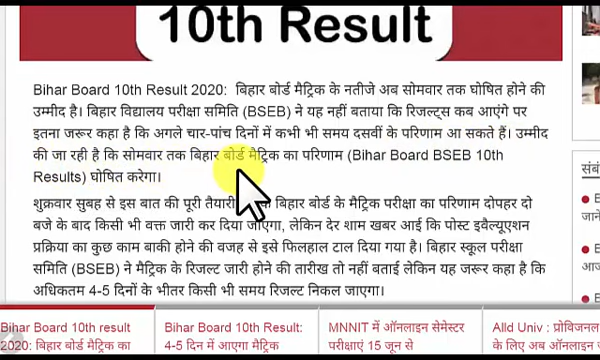 10th Result
Bihar Board 10th Result 2020: बिहार बोर्ड मैट्रिक के नतीजे अब सोमवार तक घोषित होने की
उम्मीद है। बिहार विद्यालय परीक्षा समिति (BSEB) ने यह नहीं बताया कि रिजल्ट्स कब आएंगे पर
इतना जरूर कहा है कि अगले चार-पांच दिनों में कभी भी समय दसवीं के परिणाम आ सकते हैं। उम्मीद
की जा रही है कि सोमवार तक बिहार बोर्ड मैट्रिक का परिणाम (Bihar Board BSEB 10th
Results) घोषित करेगा।
शुक्रवार सुबह से इस बात की पूरी तैयारी बिहार बोर्ड के मैट्रिक परीक्षा का परिणाम दोपहर दो
बजे के बाद किसी भी वक्त जारी कर दिया जाएगा, लेकिन देर शाम खबर आई कि पोस्ट इवैल्यूएशन
प्रक्रिया का कुछ काम बाकी होने की वजह से इसे फिलहाल टाल दिया गया है। बिहार स्कूल परीक्षा
समिति (BSEB) ने मैट्रिक के रिजल्ट जारी होने की तारीख तो नहीं बताई लेकिन यह जरूर कहा है कि
अधिकतम 4-5 दिनों के भीतर किसी भी समय रिजल्ट निकल जाएगा।
Bihar Board 10th result
2020: बिहार बोर्ड मैट्रिक का
Bihar Board 10th Result:
4-5 दिन में आएगा मैट्रिक
MNNIT में ऑनलाइन सेमेस्टर
परीक्षाएं 15 जून से
Alld Univ : प्रोविजनल
के लिए अब ऑनलाइन